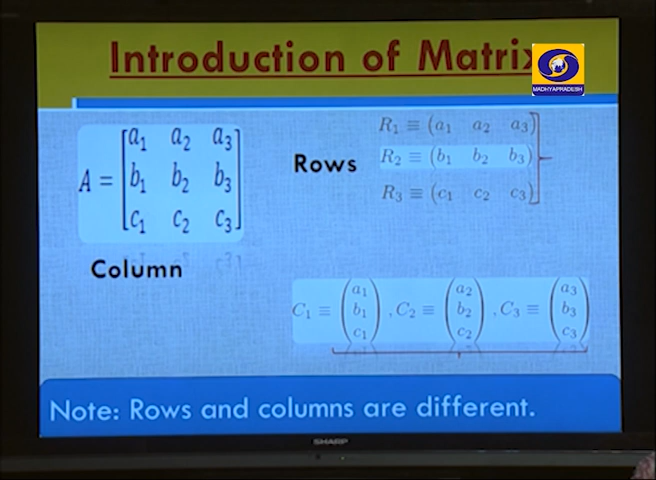 Introduction of Matrix
MADHYAPRADESH
A = [a₁ a₂ a₃
b₁ b₂ b₃
c₁ c₂ c₃]
Rows
R₁ ≡ (a₁ a₂ a₃)
R₂ ≡ (b₁ b₂ b₃)
R₃ ≡ (c₁ c₂ c₃)
Column
C₁ ≡ (a₁ b₁ c₁) , C₂ ≡ (a₂ b₂ c₂) , C₃ ≡ (a₃ b₃ c₃)
Note: Rows and columns are different.
SHARP